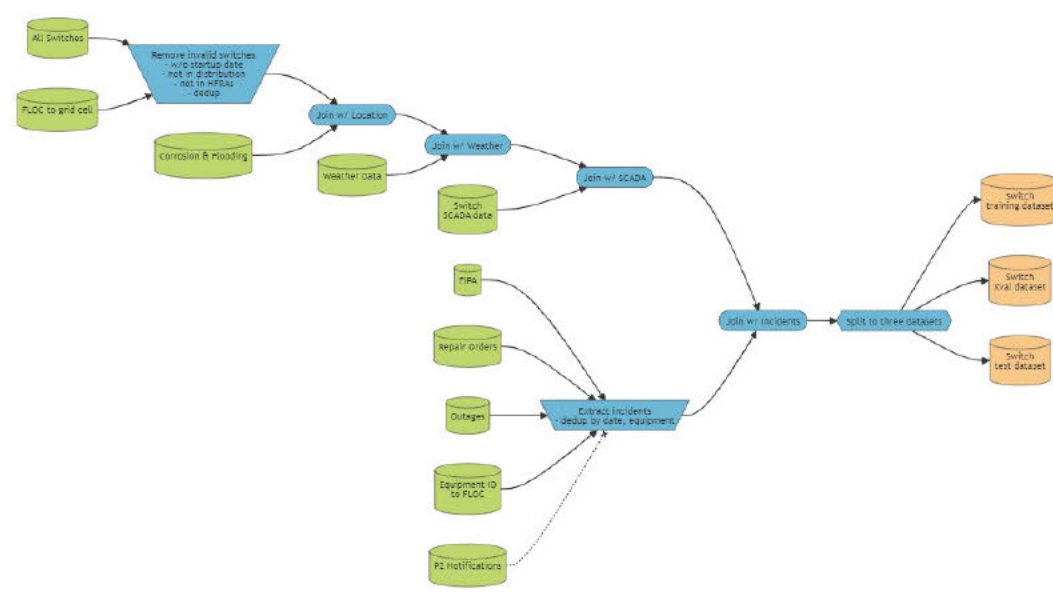 All Switches
Remove invalid switches
- w/o startup date
- not in distribution
- not in HFRAs
- dedup
FLOC to grid cell
Join w/ Location
Corrosion & Flooding
Join w/ Weather
Weather Data
Join w/ SCADA
Switch
SCADA data
Switch
training dataset
FIPA
Switch
xval dataset
Join w/ Incidents
Split to three datasets
Repair Orders
Switch
test dataset
Outages
Extract incidents
- dedup by date, equipment
Equipment ID
to FLOC
P2 Notifications